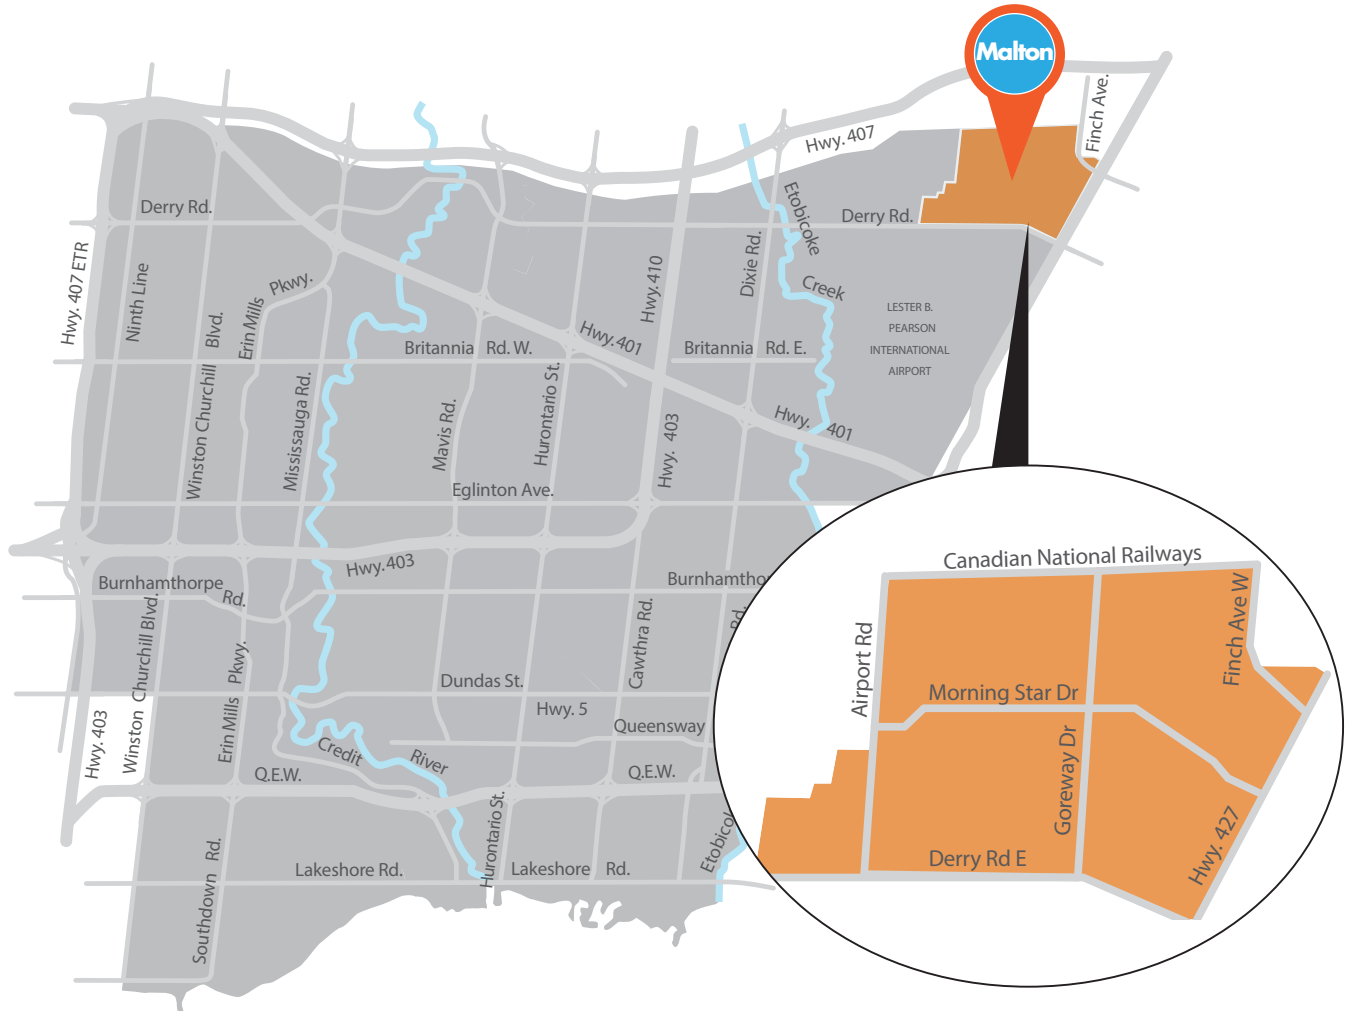 Malton
Finch Ave.
Hwy. 407
Derry Rd.
Derry Rd.
Etobicoke
Creek
Hwy. 407 ETR
Ninth Line
Winston Churchill
Blvd.
Erin Mills
Pkwy.
Mississauga Rd.
Britannia Rd. W.
Hwy.401
Hwy.410
Dixie Rd.
Britannia Rd. E.
LESTER B.
PEARSON
INTERNATIONAL
AIRPORT
Mavis Rd.
Hurontario St.
Hwy. 403
Hwy. 401
Eglinton Ave.
Hwy.403
Burnhamthorpe
Rd.
Burnhamtho
Rd.
Winston Churchill Blvd.
Erin Mills Pkwy.
Cawthra Rd.
Dundas St.
Hwy. 5
Queensway
Hwy. 403
Credit River
Q.E.W.
Q.E.W.
Hurontario St.
Etobicok
Lakeshore Rd.
Lakeshore Rd.
Southdown Rd.
Canadian National Railways
Airport Rd
Finch Ave W
Morning Star Dr
Goreway Dr
Derry Rd E
Hwy. 427